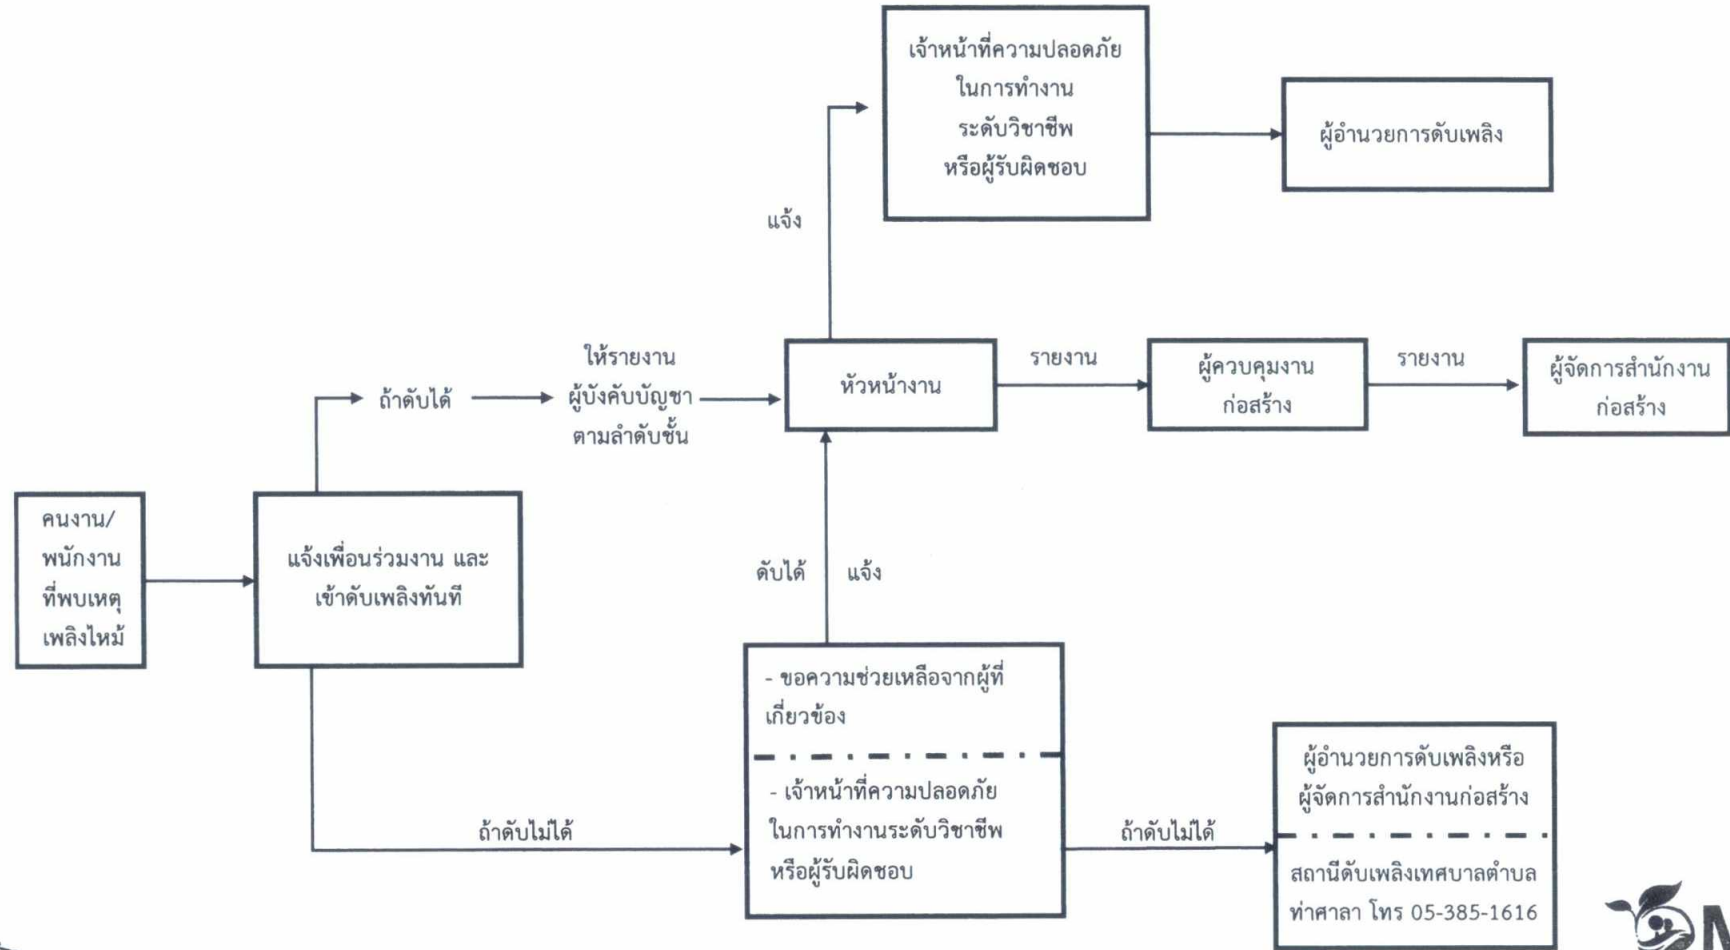 เจ้าหน้าที่ความปลอดภัย
ในการทำงาน
ระดับวิชาชีพ
หรือผู้รับผิดชอบ
ผู้อำนวยการดับเพลิง
แจ้ง
ให้รายงาน
ผู้บังคับบัญชา
ตามลำดับชั้น
ถ้าดับได้
หัวหน้างาน
รายงาน
ผู้ควบคุมงาน
ก่อสร้าง
รายงาน
ผู้จัดการสำนักงาน
ก่อสร้าง
คนงาน/
พนักงาน
ที่พบเหตุ
เพลิงไหม้
แจ้งเพื่อนร่วมงาน และ
เข้าดับเพลิงทันที
ดับได้
แจ้ง
- ขอความช่วยเหลือจากผู้ที่
เกี่ยวข้อง
- เจ้าหน้าที่ความปลอดภัย
ในการทำงานระดับวิชาชีพ
หรือผู้รับผิดชอบ
ถ้าดับไม่ได้
ถ้าดับไม่ได้
ผู้อำนวยการดับเพลิงหรือ
ผู้จัดการสำนักงานก่อสร้าง
สถานีดับเพลิงเทศบาลตำบล
ท่าศาลา โทร 05-385-1616